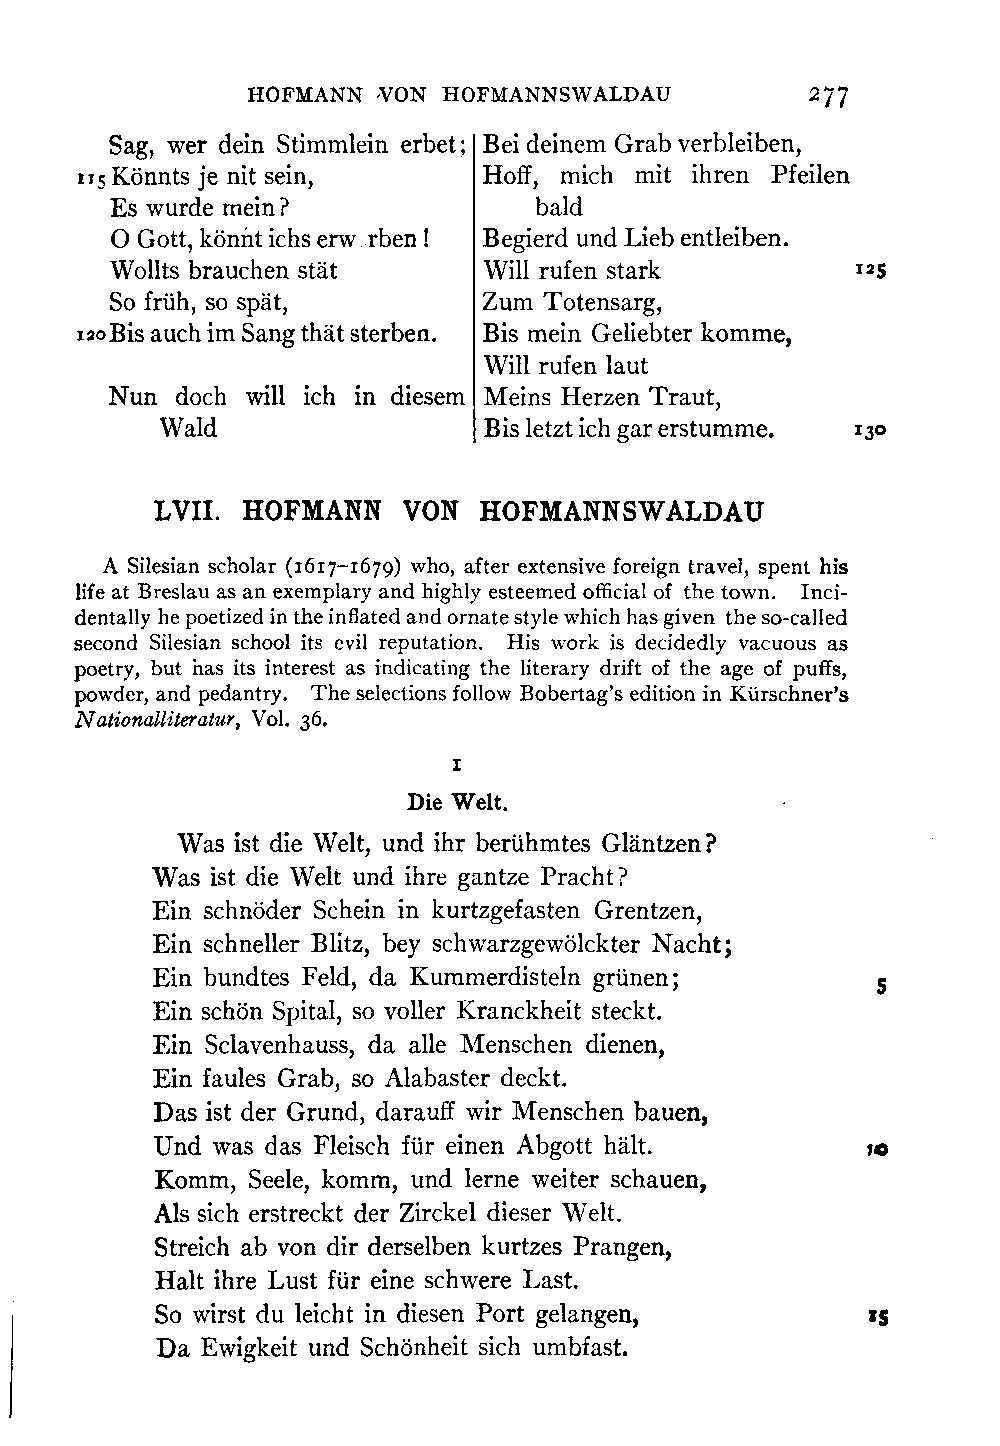 HOFMANN VON HOFMANNSWALDAU 277
Sag, wer dein Stimmlein erbet;
115 Könnts je nit sein,
Es wurde mein?
O Gott, könnt ichs erw rben!
Wollts brauchen stät
So früh, so spät,
120 Bis auch im Sang thät sterben.
Nun doch will ich in diesem
Wald
Bei deinem Grab verbleiben,
Hoff, mich mit ihren Pfeilen
bald
Begierd und Lieb entleiben.
Will rufen stark 125
Zum Totensarg,
Bis mein Geliebter komme,
Will rufen laut
Meins Herzen Traut,
Bis letzt ich gar erstumme. 130
LVII. HOFMANN VON HOFMANNSWALDAU
A Silesian scholar (1617–1679) who, after extensive foreign travel, spent his
life at Breslau as an exemplary and highly esteemed official of the town. Inci-
dentally he poetized in the inflated and ornate style which has given the so-called
second Silesian school its evil reputation. His work is decidedly vacuous as
poetry, but has its interest as indicating the literary drift of the age of puffs,
powder, and pedantry. The selections follow Bobertag's edition in Kürschner's
Nationalliteratur, Vol. 36.
1
Die Welt.
Was ist die Welt, und ihr berühmtes Gläntzen?
Was ist die Welt und ihre gantze Pracht?
Ein schnöder Schein in kurtzgefasten Grentzen,
Ein schneller Blitz, bey schwarzgewölckter Nacht;
Ein bundtes Feld, da Kummerdisteln grünen; 5
Ein schön Spital, so voller Kranckheit steckt.
Ein Sclavenhauss, da alle Menschen dienen,
Ein faules Grab, so Alabaster deckt.
Das ist der Grund, darauff wir Menschen bauen,
Und was das Fleisch für einen Abgott hält. 10
Komm, Seele, komm, und lerne weiter schauen,
Als sich erstreckt der Zirckel dieser Welt.
Streich ab von dir derselben kurtzes Prangen,
Halt ihre Lust für eine schwere Last.
So wirst du leicht in diesen Port gelangen, 15
Da Ewigkeit und Schönheit sich umbfast.